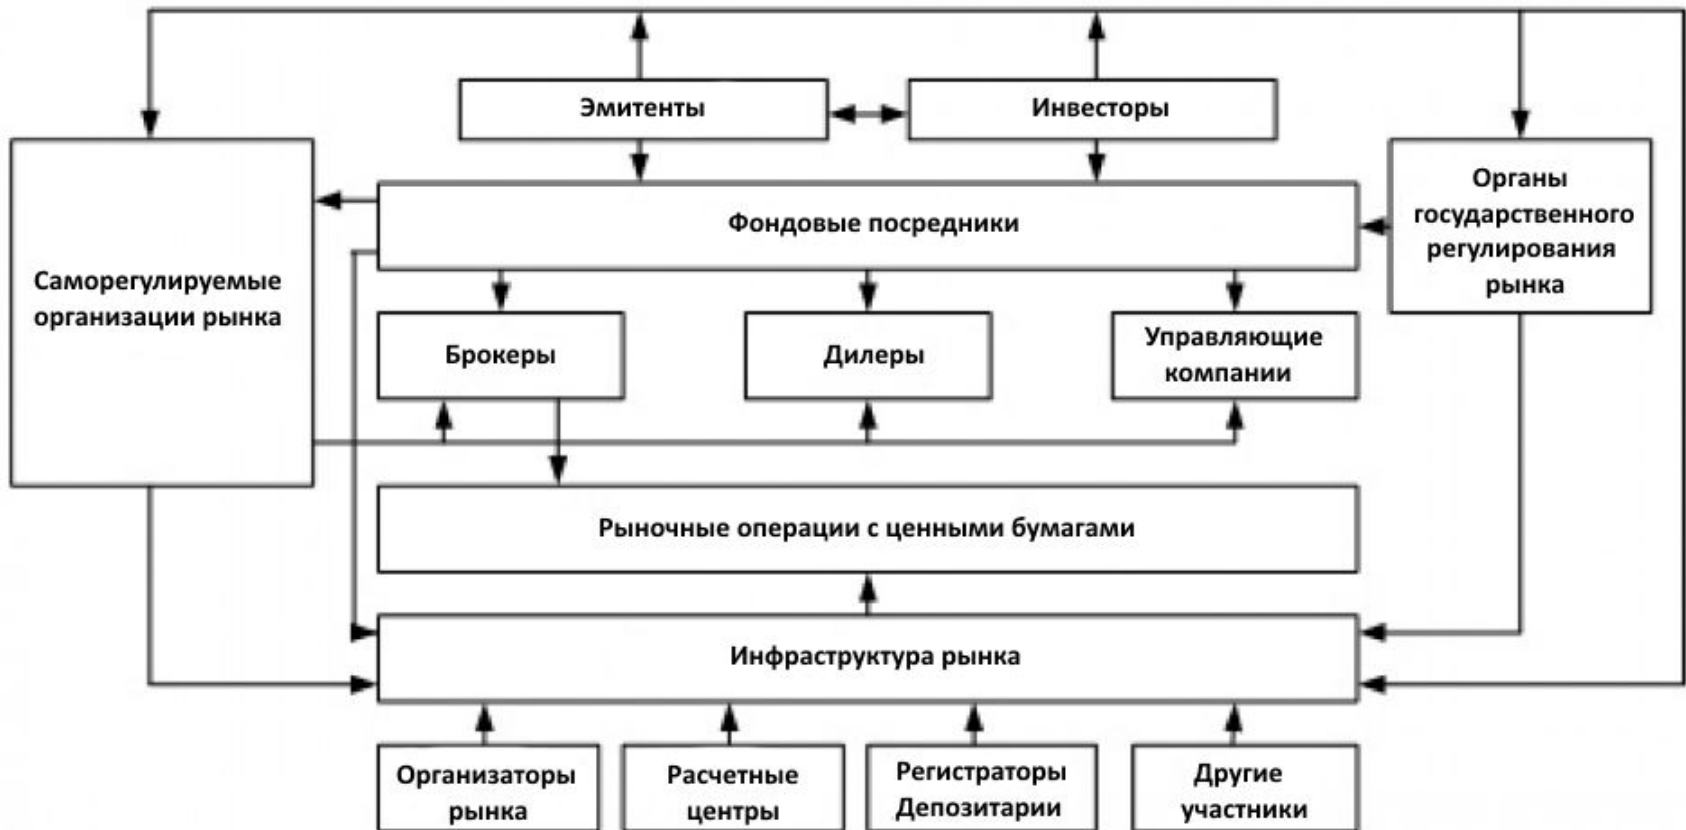 Эмитенты
Инвесторы
Саморегулируемые
организации рынка
Фондовые посредники
Органы
государственного
регулирования
рынка
Брокеры
Дилеры
Управляющие
компании
Рыночные операции с ценными бумагами
Инфраструктура рынка
Организаторы
рынка
Расчетные
центры
Регистраторы
Депозитарии
Другие
участники